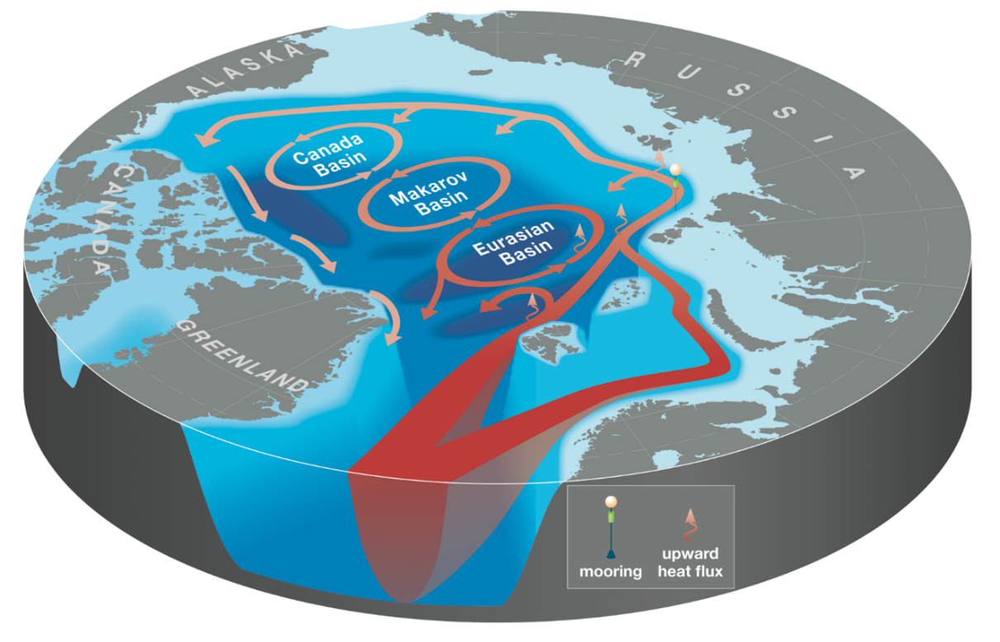 ALASKA
RUSSIA
CANADA
Canada
Basin
Makarov
Basin
Eurasian
Basin
GREENLAND
mooring
upward
heat flux